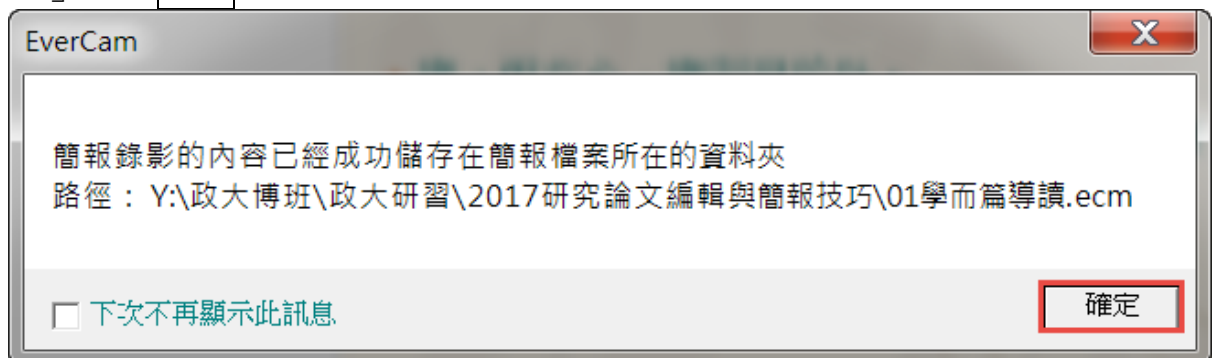 EverCam
簡報錄影的內容已經成功儲存在簡報檔案所在的資料夾
路徑： Y:\政大博班\政大研習\2017研究論文編輯與簡報技巧\01學而篇導讀.ecm
下次不再顯示此訊息
確定